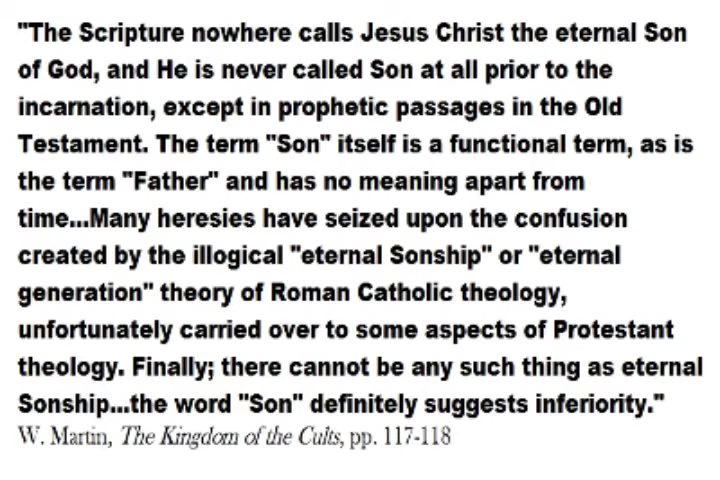 "The Scripture nowhere calls Jesus Christ the eternal Son
of God, and He is never called Son at all prior to the
incarnation, except in prophetic passages in the Old
Testament. The term "Son" itself is a functional term, as is
the term "Father" and has no meaning apart from
time...Many heresies have seized upon the confusion
created by the illogical "eternal Sonship" or "eternal
generation" theory of Roman Catholic theology,
unfortunately carried over to some aspects of Protestant
theology. Finally; there cannot be any such thing as eternal
Sonship...the word "Son" definitely suggests inferiority."
W. Martin, The Kingdom of the Cults, pp. 117-118